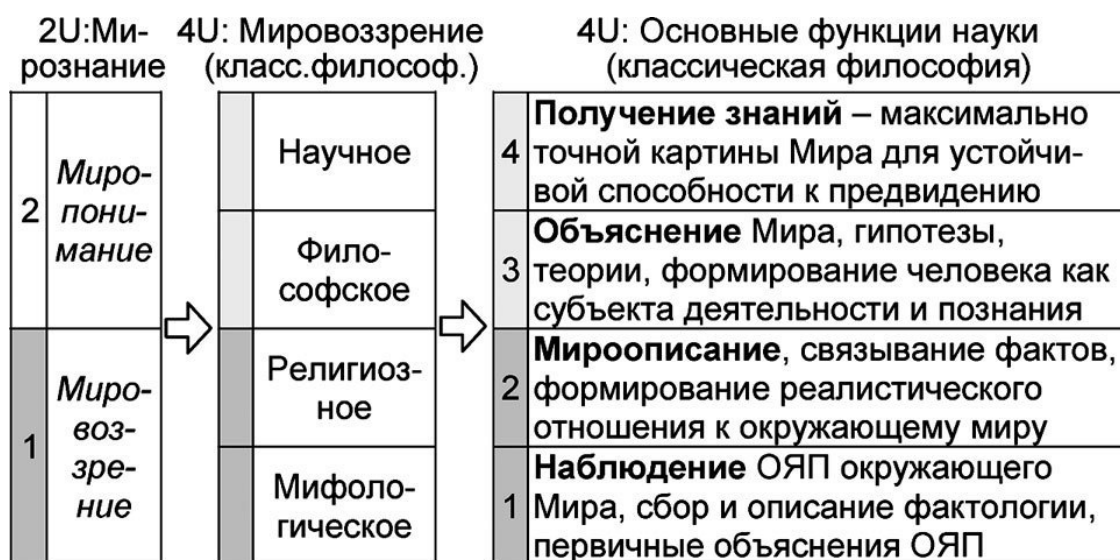 2U:Ми-
рознание
2
Миро-
пони-
мание
1
Миро-
воз-
зре-
ние
4U: Мировоззрение
(класс.философ.)
Научное
Фило-
софское
Религиоз-
ное
Мифоло-
гическое
4U: Основные функции науки
(классическая философия)
4
Получение знаний – максимально
точной картины Мира для устойчи-
вой способности к предвидению
3
Объяснение Мира, гипотезы,
теории, формирование человека как
субъекта деятельности и познания
2
Мироописание, связывание фактов,
формирование реалистического
отношения к окружающему миру
1
Наблюдение ОЯП окружающего
Мира, сбор и описание фактологии,
первичные объяснения ОЯП